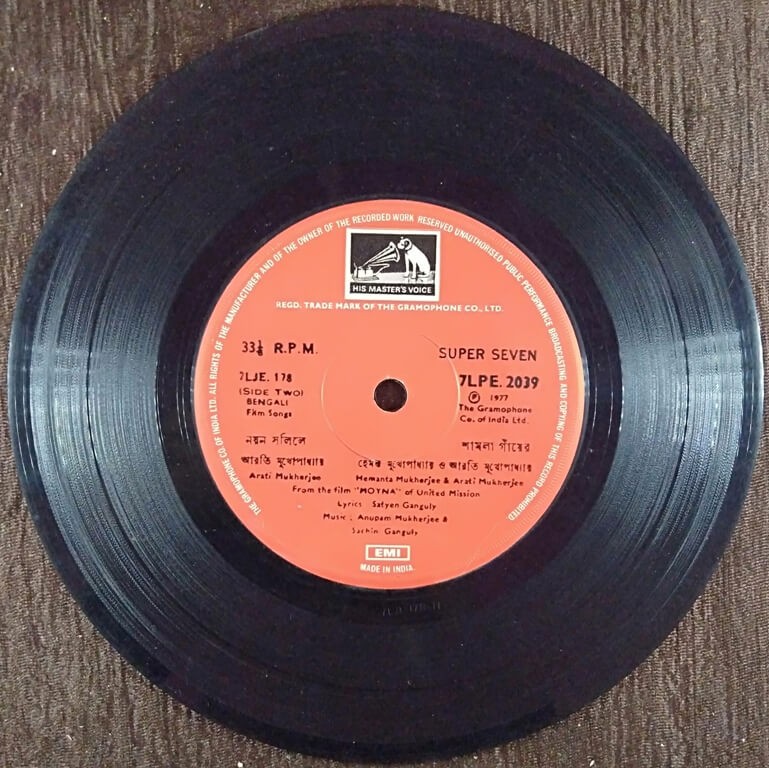 THE GRAMOPHONE CO. OF INDIA LTD. ALL RIGHTS OF THE MANUFACTURER AND OF THE OWNER OF THE RECORDED WORK RESERVED UNAUTHORISED PUBLIC PERFORMANCE BROADCASTING AND COPYING OF THIS RECORD PROHIBITED
HIS MASTER'S VOICE
REGD. TRADE MARK OF THE GRAMOPHONE CO., LTD.
33⅓ R.P.M.
SUPER SEVEN
7LJE. 178
7LPE. 2039
(SIDE TWO)
℗ 1977
BENGALI
The Gramophone
Film Songs
Co. of India Ltd.
নয়ন সলিলে
শামলা গাঁয়ের
আরতি মুখোপাধ্যায়
হেমন্ত মুখোপাধ্যায় ও আরতি মুখোপাধ্যায়
Arati Mukherjee
Hemanta Mukherjee & Arati Mukherjee
From the film "MOYNA" of United Mission
Lyrics : Satyen Ganguly
Music : Anupam Mukherjee &
Sachin Ganguly
EMI
MADE IN INDIA.